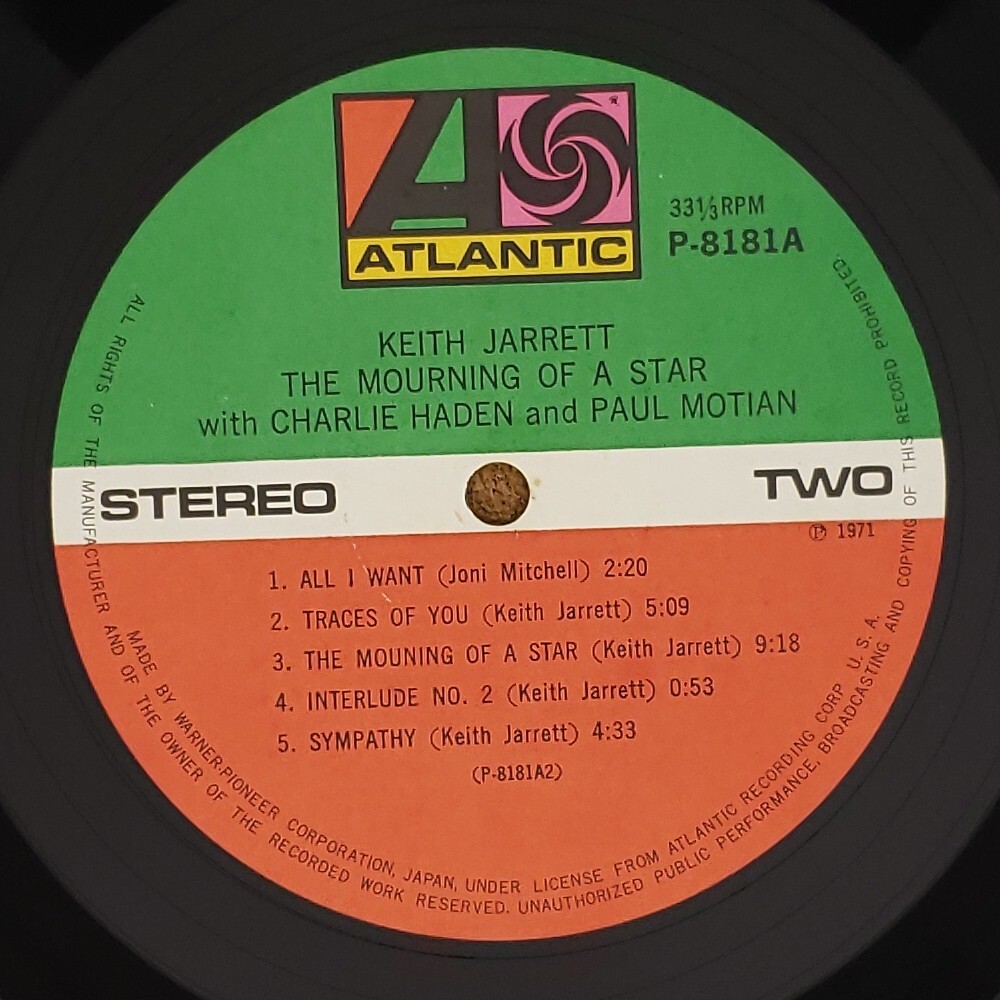 ATLANTIC
33⅓ RPM
P-8181A
KEITH JARRETT
THE MOURNING OF A STAR
with CHARLIE HADEN and PAUL MOTIAN
STEREO
TWO
Ⓟ 1971
1. ALL I WANT (Joni Mitchell) 2:20
2. TRACES OF YOU (Keith Jarrett) 5:09
3. THE MOUNING OF A STAR (Keith Jarrett) 9:18
4. INTERLUDE NO. 2 (Keith Jarrett) 0:53
5. SYMPATHY (Keith Jarrett) 4:33
(P-8181A2)
MADE BY WARNER-PIONEER CORPORATION, JAPAN, UNDER LICENSE FROM ATLANTIC RECORDING CORP U. S. A.
ALL RIGHTS OF THE MANUFACTURER AND OF THE OWNER OF THE RECORDED WORK RESERVED. UNAUTHORIZED PUBLIC PERFORMANCE, BROADCASTING AND COPYING OF THIS RECORD PROHIBITED.